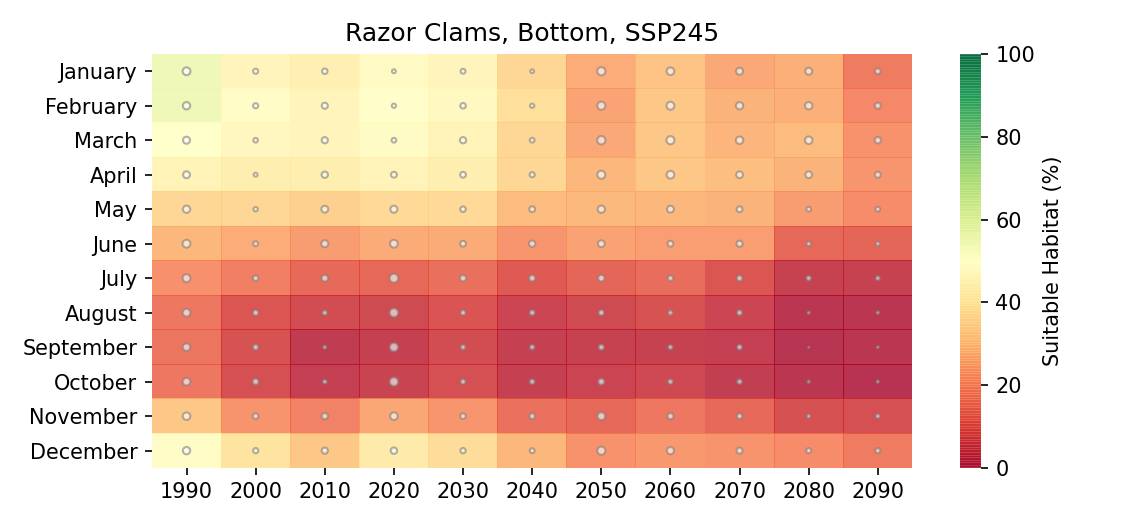 Razor Clams, Bottom, SSP245
January
February
March
April
May
June
July
August
September
October
November
December
1990 2000 2010 2020 2030 2040 2050 2060 2070 2080 2090
100
80
60
40
20
0
Suitable Habitat (%)